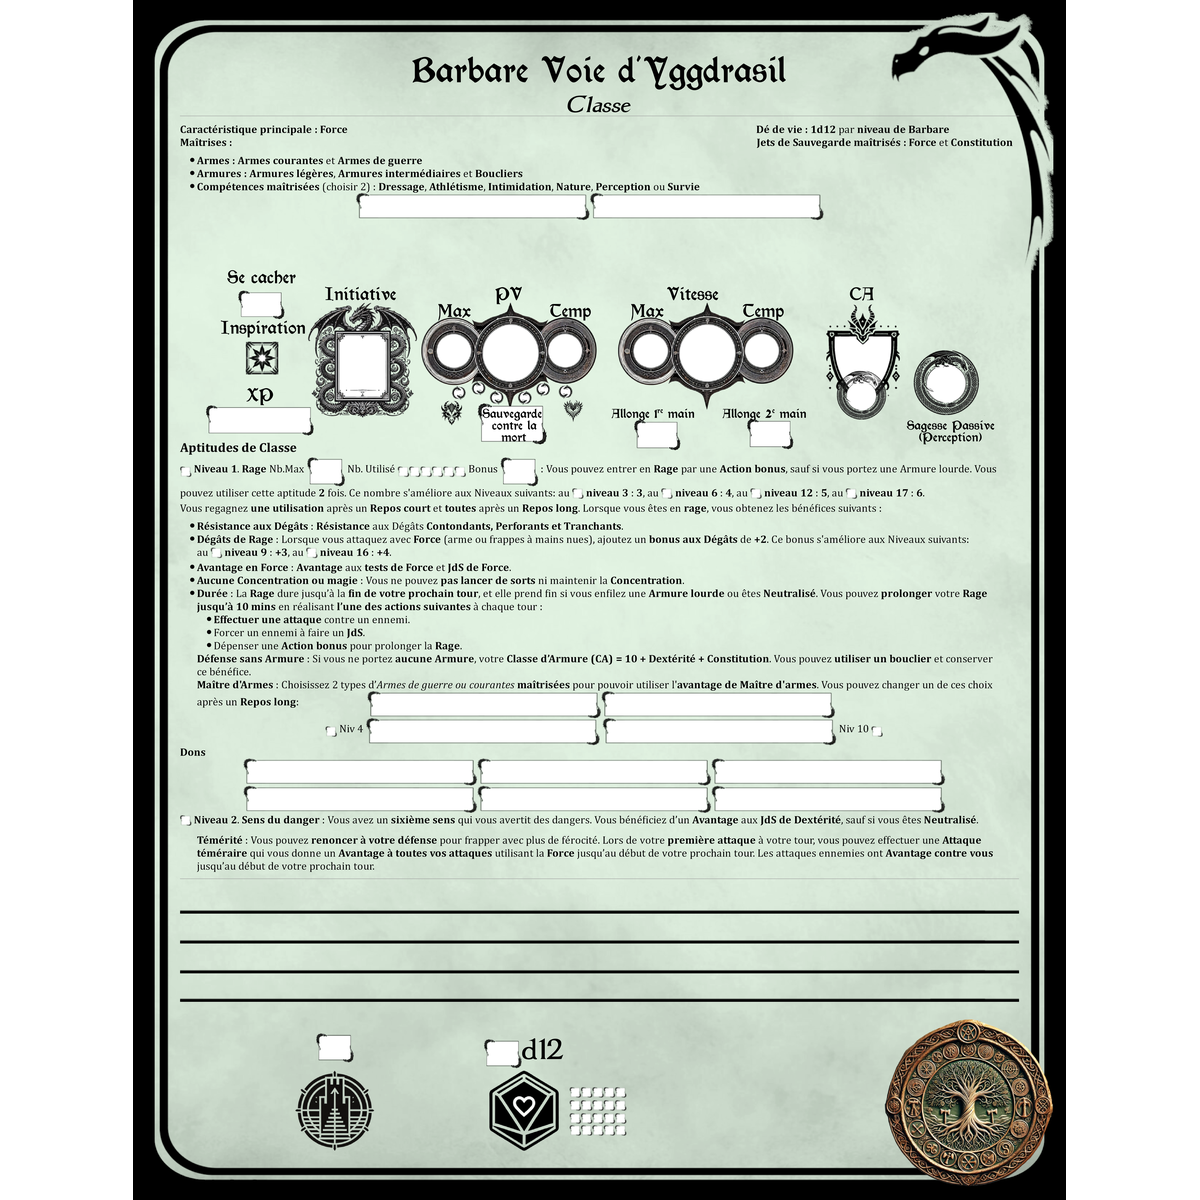 Barbare Voie d'Yggdrasil
Classe
Caractéristique principale : Force
Dé de vie : 1d12 par niveau de Barbare
Maîtrises :
Jets de Sauvegarde maîtrisés : Force et Constitution
• Armes : Armes courantes et Armes de guerre
• Armures : Armures légères, Armures intermédiaires et Boucliers
• Compétences maîtrisées (choisir 2) : Dressage, Athlétisme, Intimidation, Nature, Perception ou Survie
Se cacher
Inspiration
XP
Initiative
PV
Max
Temp
Sauvegarde
contre la
mort
Vitesse
Max
Temp
Allonge 1re main
Allonge 2e main
CA
Sagesse Passive
(Perception)
Aptitudes de Classe
Niveau 1. Rage Nb.Max Nb. Utilisé Bonus : Vous pouvez entrer en Rage par une Action bonus, sauf si vous portez une Armure lourde. Vous
pouvez utiliser cette aptitude 2 fois. Ce nombre s'améliore aux Niveaux suivants: au niveau 3 : 3, au niveau 6 : 4, au niveau 12 : 5, au niveau 17 : 6.
Vous regagnez une utilisation après un Repos court et toutes après un Repos long. Lorsque vous êtes en rage, vous obtenez les bénéfices suivants :
• Résistance aux Dégâts : Résistance aux Dégâts Contondants, Perforants et Tranchants.
• Dégâts de Rage : Lorsque vous attaquez avec Force (arme ou frappes à mains nues), ajoutez un bonus aux Dégâts de +2. Ce bonus s'améliore aux Niveaux suivants:
au niveau 9 : +3, au niveau 16 : +4.
• Avantage en Force : Avantage aux tests de Force et JdS de Force.
• Aucune Concentration ou magie : Vous ne pouvez pas lancer de sorts ni maintenir la Concentration.
• Durée : La Rage dure jusqu'à la fin de votre prochain tour, et elle prend fin si vous enfilez une Armure lourde ou êtes Neutralisé. Vous pouvez prolonger votre Rage
jusqu'à 10 mins en réalisant l'une des actions suivantes à chaque tour :
• Effectuer une attaque contre un ennemi.
• Forcer un ennemi à faire un JdS.
• Dépenser une Action bonus pour prolonger la Rage.
Défense sans Armure : Si vous ne portez aucune Armure, votre Classe d'Armure (CA) = 10 + Dextérité + Constitution. Vous pouvez utiliser un bouclier et conserver
ce bénéfice.
Maître d'Armes : Choisissez 2 types d'Armes de guerre ou courantes maîtrisées pour pouvoir utiliser l'avantage de Maître d'armes. Vous pouvez changer un de ces choix
après un Repos long:
Niv 4
Niv 10
Dons
Niveau 2. Sens du danger : Vous avez un sixième sens qui vous avertit des dangers. Vous bénéficiez d'un Avantage aux JdS de Dextérité, sauf si vous êtes Neutralisé.
Témérité : Vous pouvez renoncer à votre défense pour frapper avec plus de férocité. Lors de votre première attaque à votre tour, vous pouvez effectuer une Attaque
téméraire qui vous donne un Avantage à toutes vos attaques utilisant la Force jusqu'au début de votre prochain tour. Les attaques ennemies ont Avantage contre vous
jusqu'au début de votre prochain tour.
d12